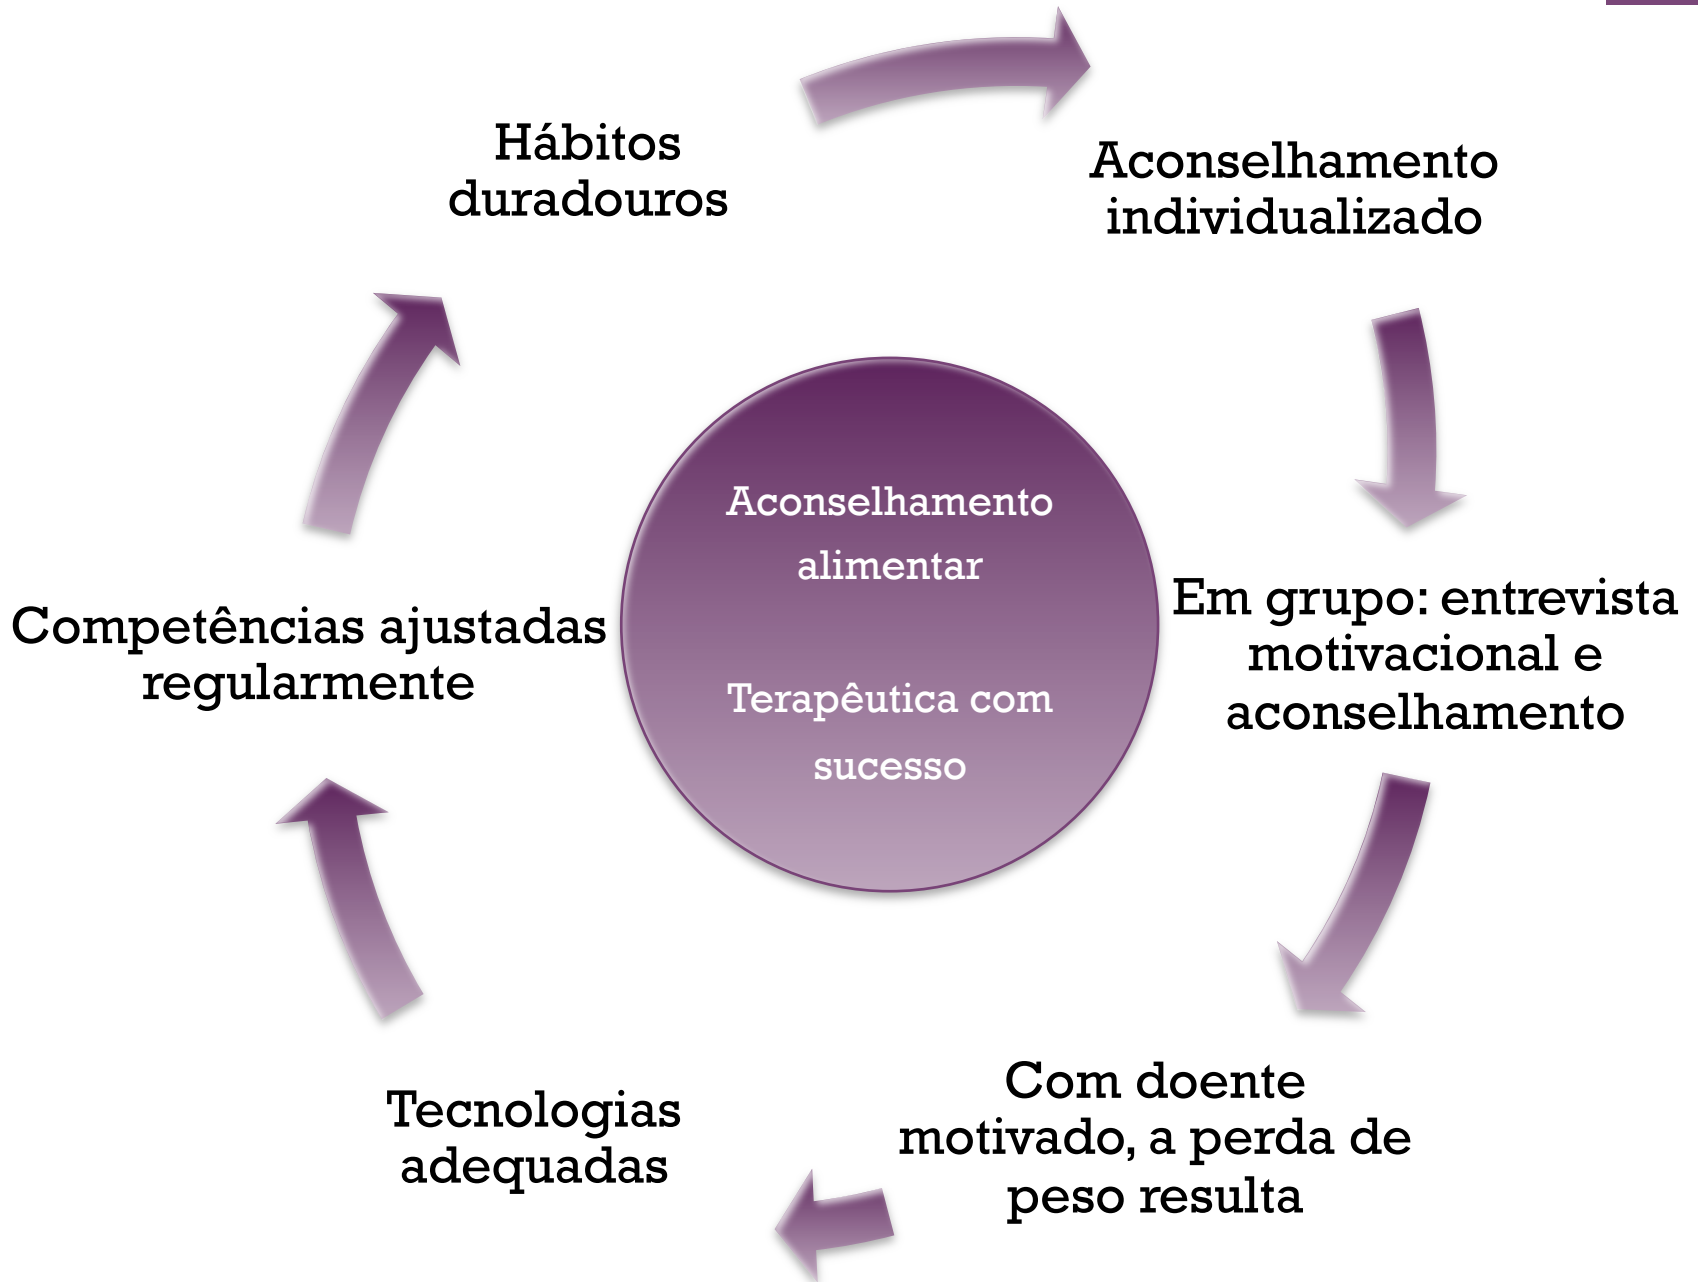 Hábitos
duradouros
Aconselhamento
individualizado
Aconselhamento
alimentar
Terapêutica com
sucesso
Em grupo: entrevista
motivacional e
aconselhamento
Competências ajustadas
regularmente
Com doente
motivado, a perda de
peso resulta
Tecnologias
adequadas